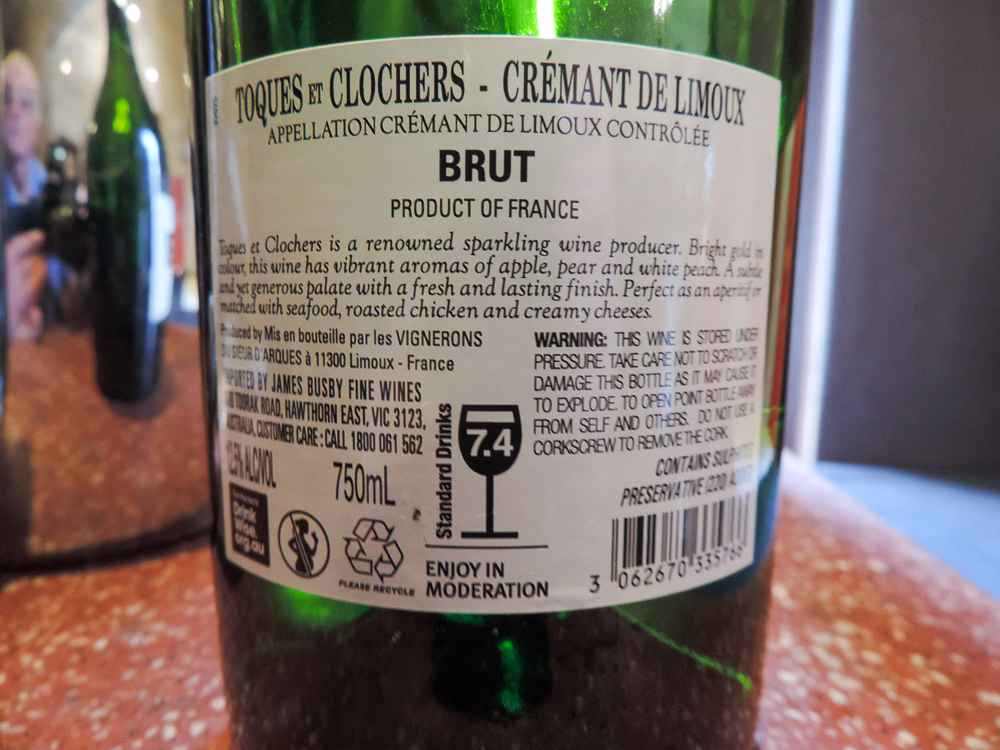 TOQUES ET CLOCHERS - CRÉMANT DE LIMOUX
APPELLATION CRÉMANT DE LIMOUX CONTRÔLÉE
BRUT
PRODUCT OF FRANCE
Toques et Clochers is a renowned sparkling wine producer. Bright gold in
colour, this wine has vibrant aromas of apple, pear and white peach. A subtle
and yet generous palate with a fresh and lasting finish. Perfect as an aperitif or
matched with seafood, roasted chicken and creamy cheeses.
Produced by Mis en bouteille par les VIGNERONS
DU SIEUR D'ARQUES à 11300 Limoux - France
IMPORTED BY JAMES BUSBY FINE WINES
TOORAK ROAD, HAWTHORN EAST, VIC 3123,
AUSTRALIA, CUSTOMER CARE : CALL 1800 061 562
ALC/VOL
750mL
Standard Drinks
7.4
WARNING: THIS WINE IS STORED UNDER
PRESSURE. TAKE CARE NOT TO SCRATCH OR
DAMAGE THIS BOTTLE AS IT MAY CAUSE IT
TO EXPLODE. TO OPEN POINT BOTTLE AWAY
FROM SELF AND OTHERS. DO NOT USE A
CORKSCREW TO REMOVE THE CORK.
CONTAINS SULPHITES
PRESERVATIVE (220) ADDED
Drink
Wise
org.au
PLEASE RECYCLE
ENJOY IN
MODERATION
3 062670 335766